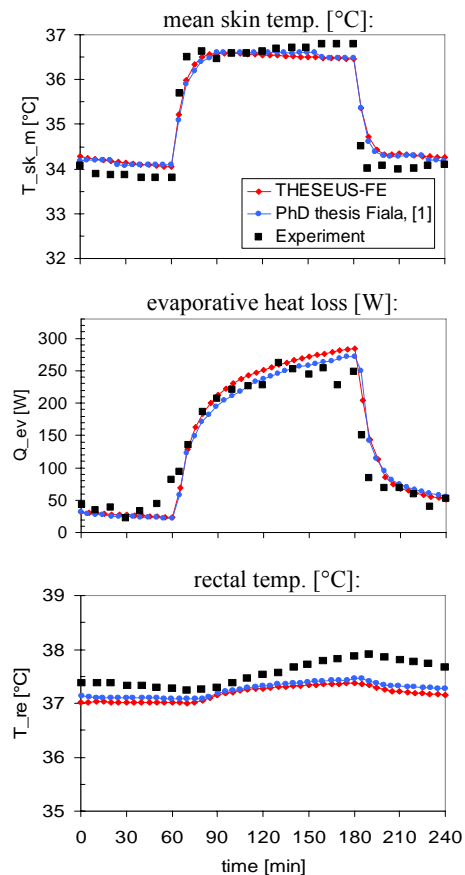 mean skin temp. [°C]:
37
36
35
34
33
32
T_sk_m [°C]
THESEUS-FE
PhD thesis Fiala, [1]
Experiment
evaporative heat loss [W]:
300
250
200
150
100
50
0
Q_ev [W]
rectal temp. [°C]:
39
38
37
36
35
T_re [°C]
0 30 60 90 120 150 180 210 240
time [min]